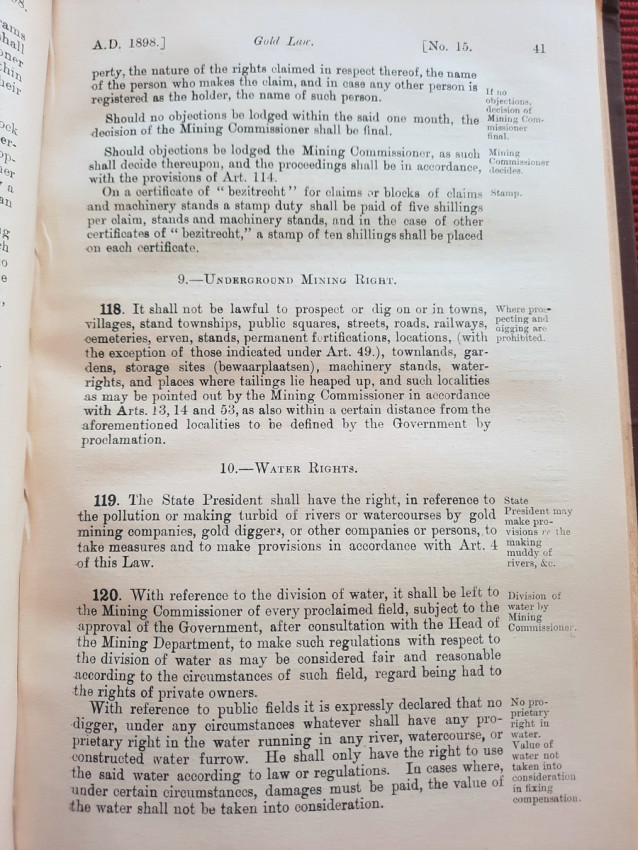 A.D. 1898.] Gold Law. [No. 15. 41
perty, the nature of the rights claimed in respect thereof, the name
of the person who makes the claim, and in case any other person is
registered as the holder, the name of such person.
If no
objections,
decision of
Mining Com-
missioner
final.
Should no objections be lodged within the said one month, the
decision of the Mining Commissioner shall be final.
Should objections be lodged the Mining Commissioner, as such
shall decide thereupon, and the proceedings shall be in accordance,
with the provisions of Art. 114.
Mining
Commissioner
decides.
On a certificate of " bezitrecht " for claims or blocks of claims
and machinery stands a stamp duty shall be paid of five shillings
per claim, stands and machinery stands, and in the case of other
certificates of " bezitrecht," a stamp of ten shillings shall be placed
on each certificate.
Stamp.
9.—Underground Mining Right.
118. It shall not be lawful to prospect or dig on or in towns,
villages, stand townships, public squares, streets, roads, railways,
cemeteries, erven, stands, permanent fortifications, locations, (with
the exception of those indicated under Art. 49.), townlands, gar-
dens, storage sites (bewaarplaatsen), machinery stands, water-
rights, and places where tailings lie heaped up, and such localities
as may be pointed out by the Mining Commissioner in accordance
with Arts. 13, 14 and 53, as also within a certain distance from the
aforementioned localities to be defined by the Government by
proclamation.
Where pros-
pecting and
digging are
prohibited.
10.—Water Rights.
119. The State President shall have the right, in reference to
the pollution or making turbid of rivers or watercourses by gold
mining companies, gold diggers, or other companies or persons, to
take measures and to make provisions in accordance with Art. 4
of this Law.
State
President may
make pro-
visions re the
making
muddy of
rivers, &c.
120. With reference to the division of water, it shall be left to
the Mining Commissioner of every proclaimed field, subject to the
approval of the Government, after consultation with the Head of
the Mining Department, to make such regulations with respect to
the division of water as may be considered fair and reasonable
according to the circumstances of such field, regard being had to
the rights of private owners.
Division of
water by
Mining
Commissioner.
With reference to public fields it is expressly declared that no
digger, under any circumstances whatever shall have any pro-
prietary right in the water running in any river, watercourse, or
constructed water furrow. He shall only have the right to use
the said water according to law or regulations. In cases where,
under certain circumstances, damages must be paid, the value of
the water shall not be taken into consideration.
No pro-
prietary
right in
water.
Value of
water not
taken into
consideration
in fixing
compensation.